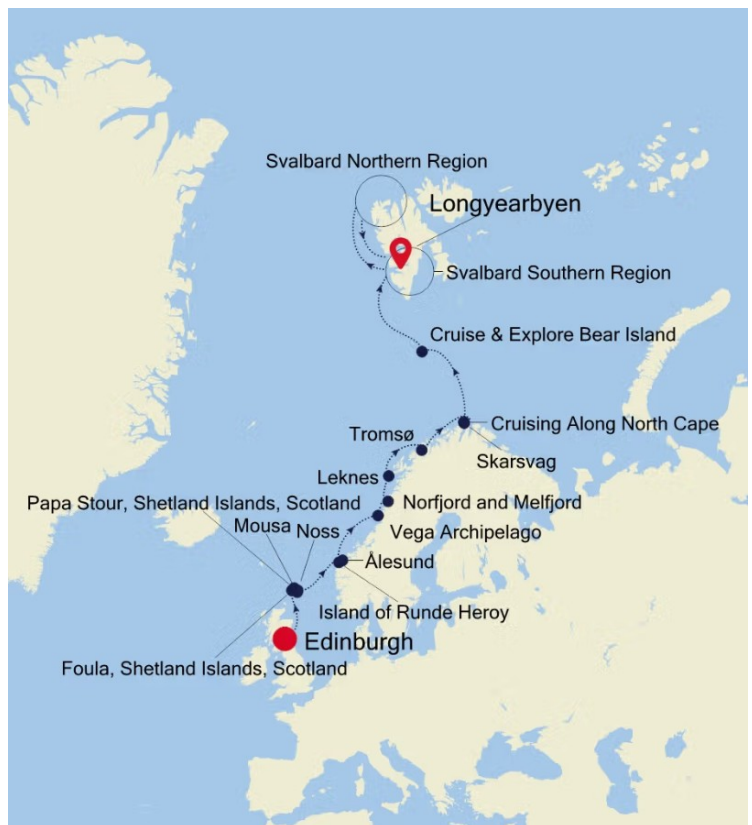 Svalbard Northern Region
Longyearbyen
Svalbard Southern Region
Cruise & Explore Bear Island
Cruising Along North Cape
Tromsø
Skarsvag
Leknes
Papa Stour, Shetland Islands, Scotland
Norfjord and Melfjord
Mousa
Noss
Vega Archipelago
Ålesund
Island of Runde Heroy
Edinburgh
Foula, Shetland Islands, Scotland